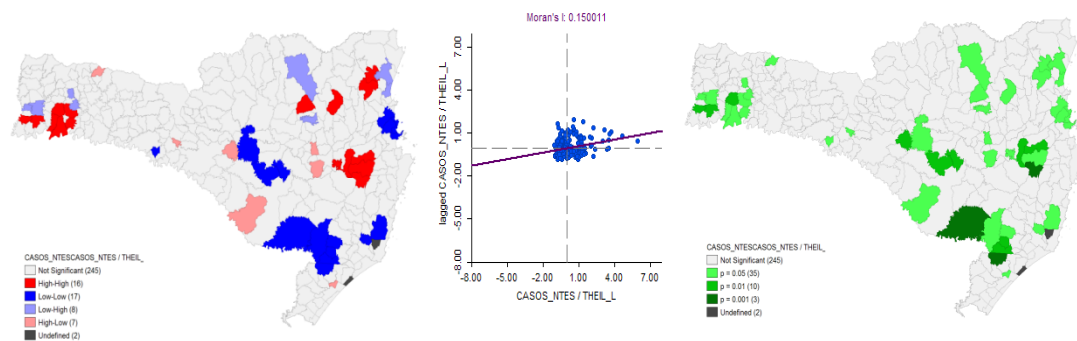 CASOS_NTESCASOS_NTES / THEIL_
Not Significant (245)
High-High (16)
Low-Low (17)
Low-High (8)
High-Low (7)
Undefined (2)
Moran's I: 0.150011
lagged CASOS_NTES / THEIL_L
7.00
4.00
1.00
-2.00
-5.00
-8.00
-8.00 -5.00 -2.00 1.00 4.00 7.00
CASOS_NTES / THEIL_L
CASOS_NTESCASOS_NTES / THEIL_
Not Significant (245)
p = 0.05 (35)
p = 0.01 (10)
p = 0.001 (3)
Undefined (2)